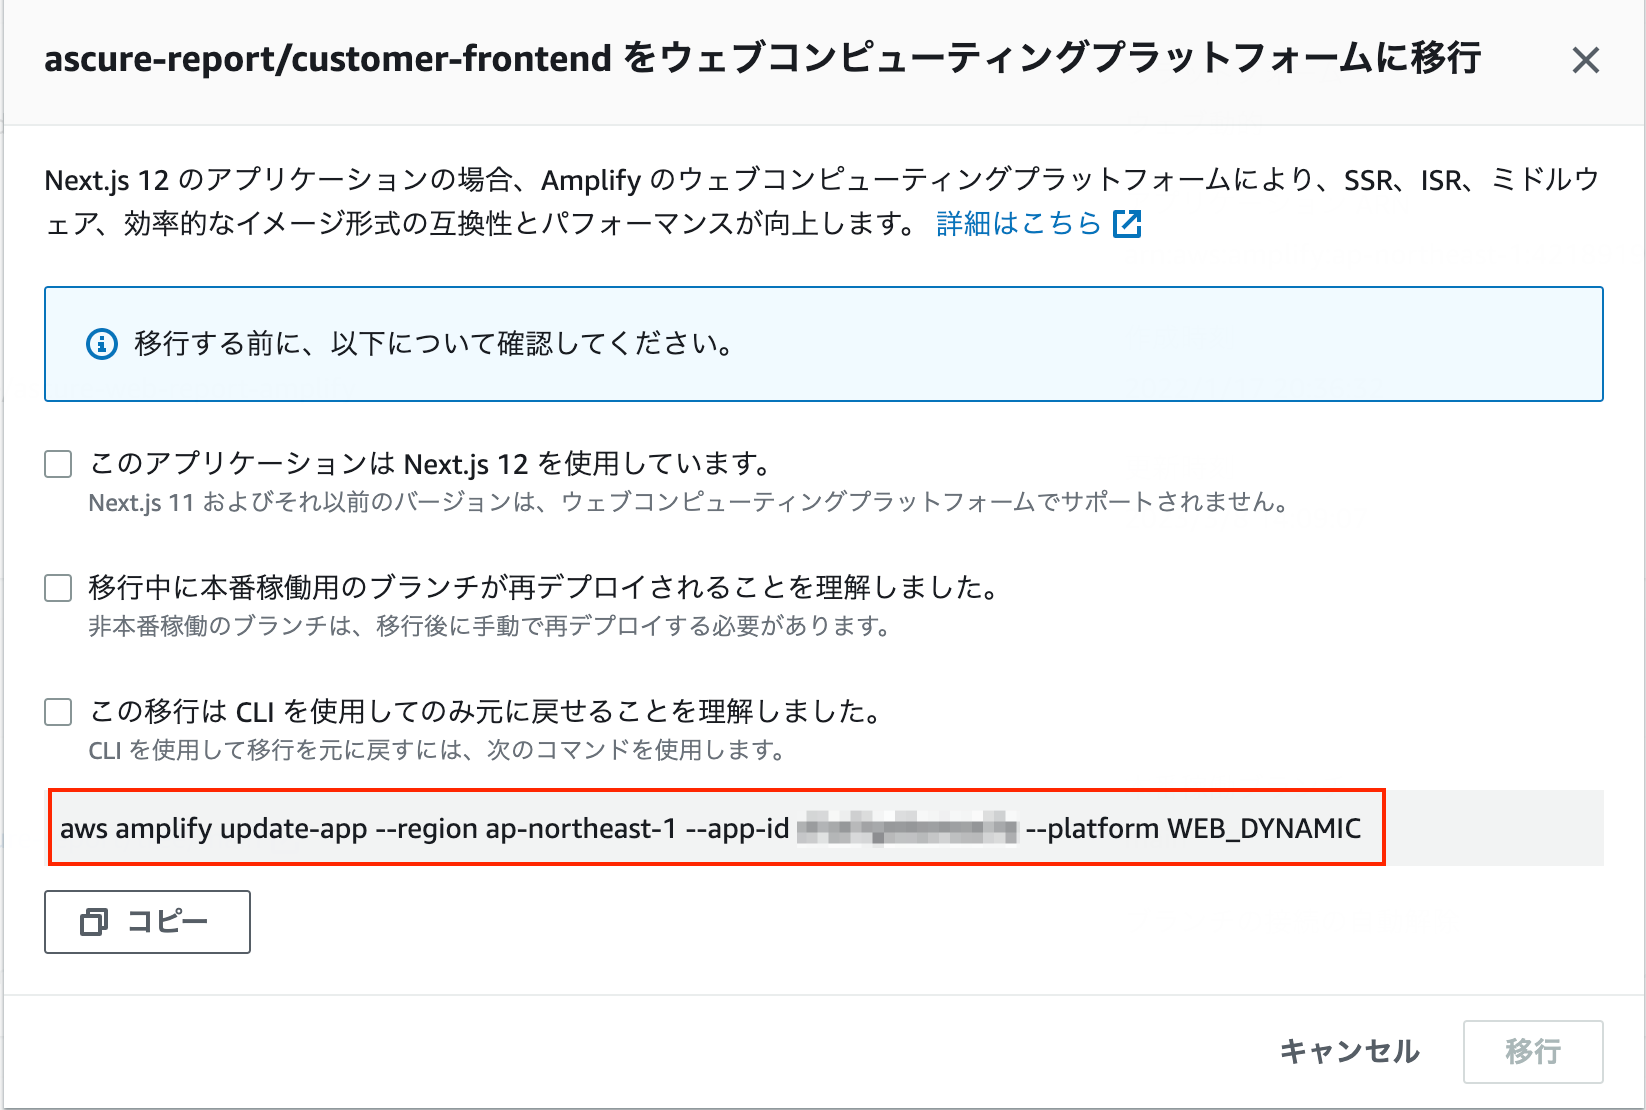 ascure-report/customer-frontend をウェブコンピューティングプラットフォームに移行
Next.js 12 のアプリケーションの場合、Amplify のウェブコンピューティングプラットフォームにより、SSR、ISR、ミドルウ
ェア、効率的なイメージ形式の互換性とパフォーマンスが向上します。 詳細はこちら
移行する前に、以下について確認してください。
このアプリケーションは Next.js 12 を使用しています。
Next.js 11 およびそれ以前のバージョンは、ウェブコンピューティングプラットフォームでサポートされません。
移行中に本番稼働用のブランチが再デプロイされることを理解しました。
非本番稼働のブランチは、移行後に手動で再デプロイする必要があります。
この移行は CLI を使用してのみ元に戻せることを理解しました。
CLI を使用して移行を元に戻すには、次のコマンドを使用します。
aws amplify update-app --region ap-northeast-1 --app-id --platform WEB_DYNAMIC
コピー
キャンセル
移行